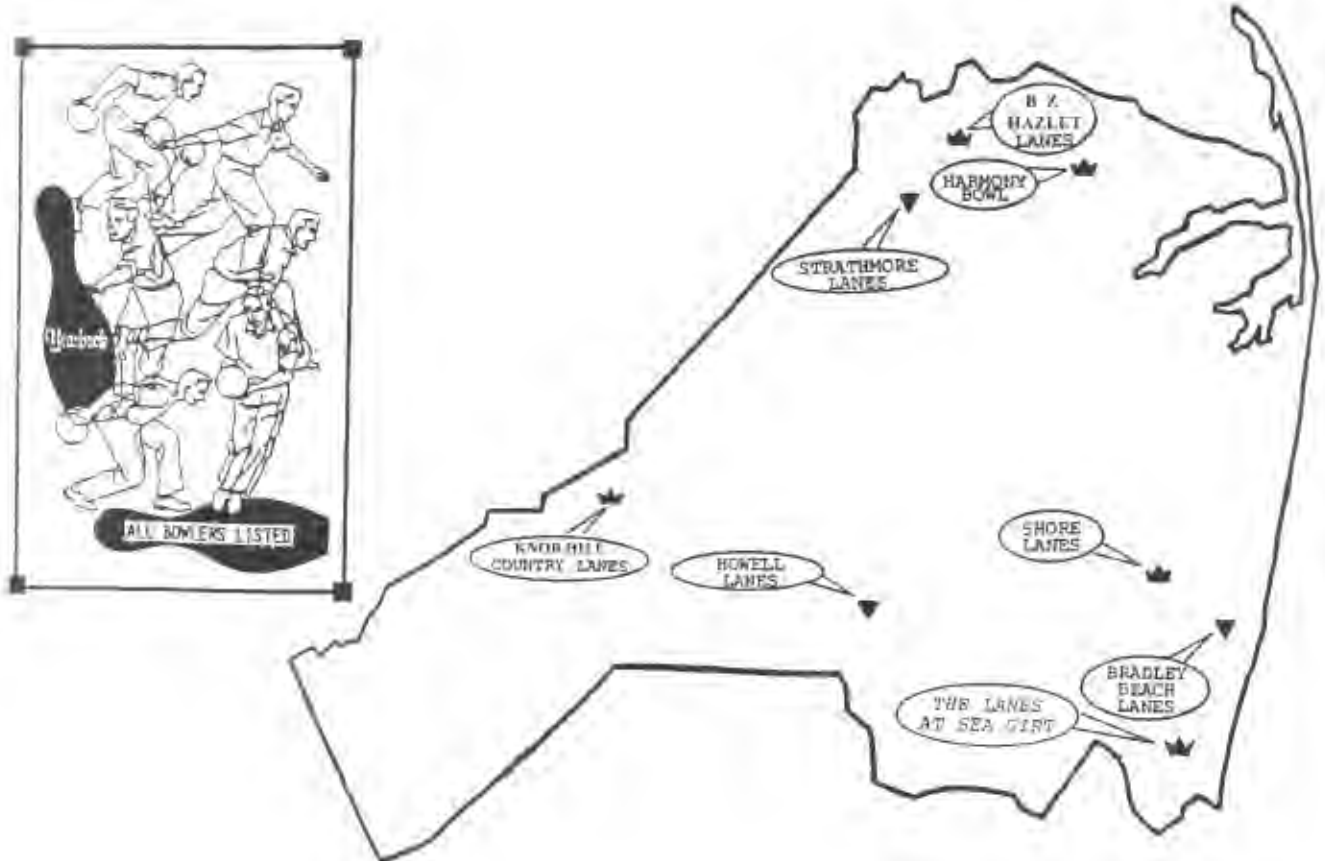 Yearbook
ALL BOWLERS LISTED
B Z
HAZLET
LANES
HARMONY
BOWL
STRATHMORE
LANES
KNOB HILL
COUNTRY LANES
HOWELL
LANES
SHORE
LANES
BRADLEY
BEACH
LANES
THE LANES
AT SEA GIRT